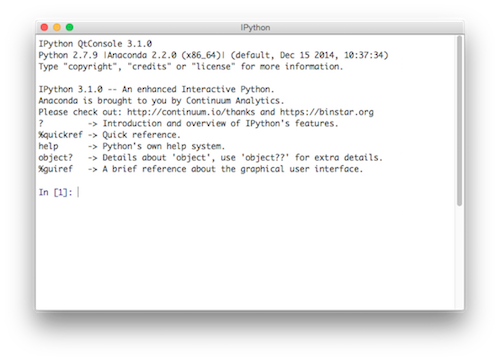 IPython
IPython QtConsole 3.1.0
Python 2.7.9 |Anaconda 2.2.0 (x86_64)| (default, Dec 15 2014, 10:37:34)
Type "copyright", "credits" or "license" for more information.
IPython 3.1.0 -- An enhanced Interactive Python.
Anaconda is brought to you by Continuum Analytics.
Please check out: http://continuum.io/thanks and https://binstar.org
?         -> Introduction and overview of IPython's features.
%quickref -> Quick reference.
help      -> Python's own help system.
object?   -> Details about 'object', use 'object??' for extra details.
%guiref   -> A brief reference about the graphical user interface.
In [1]: